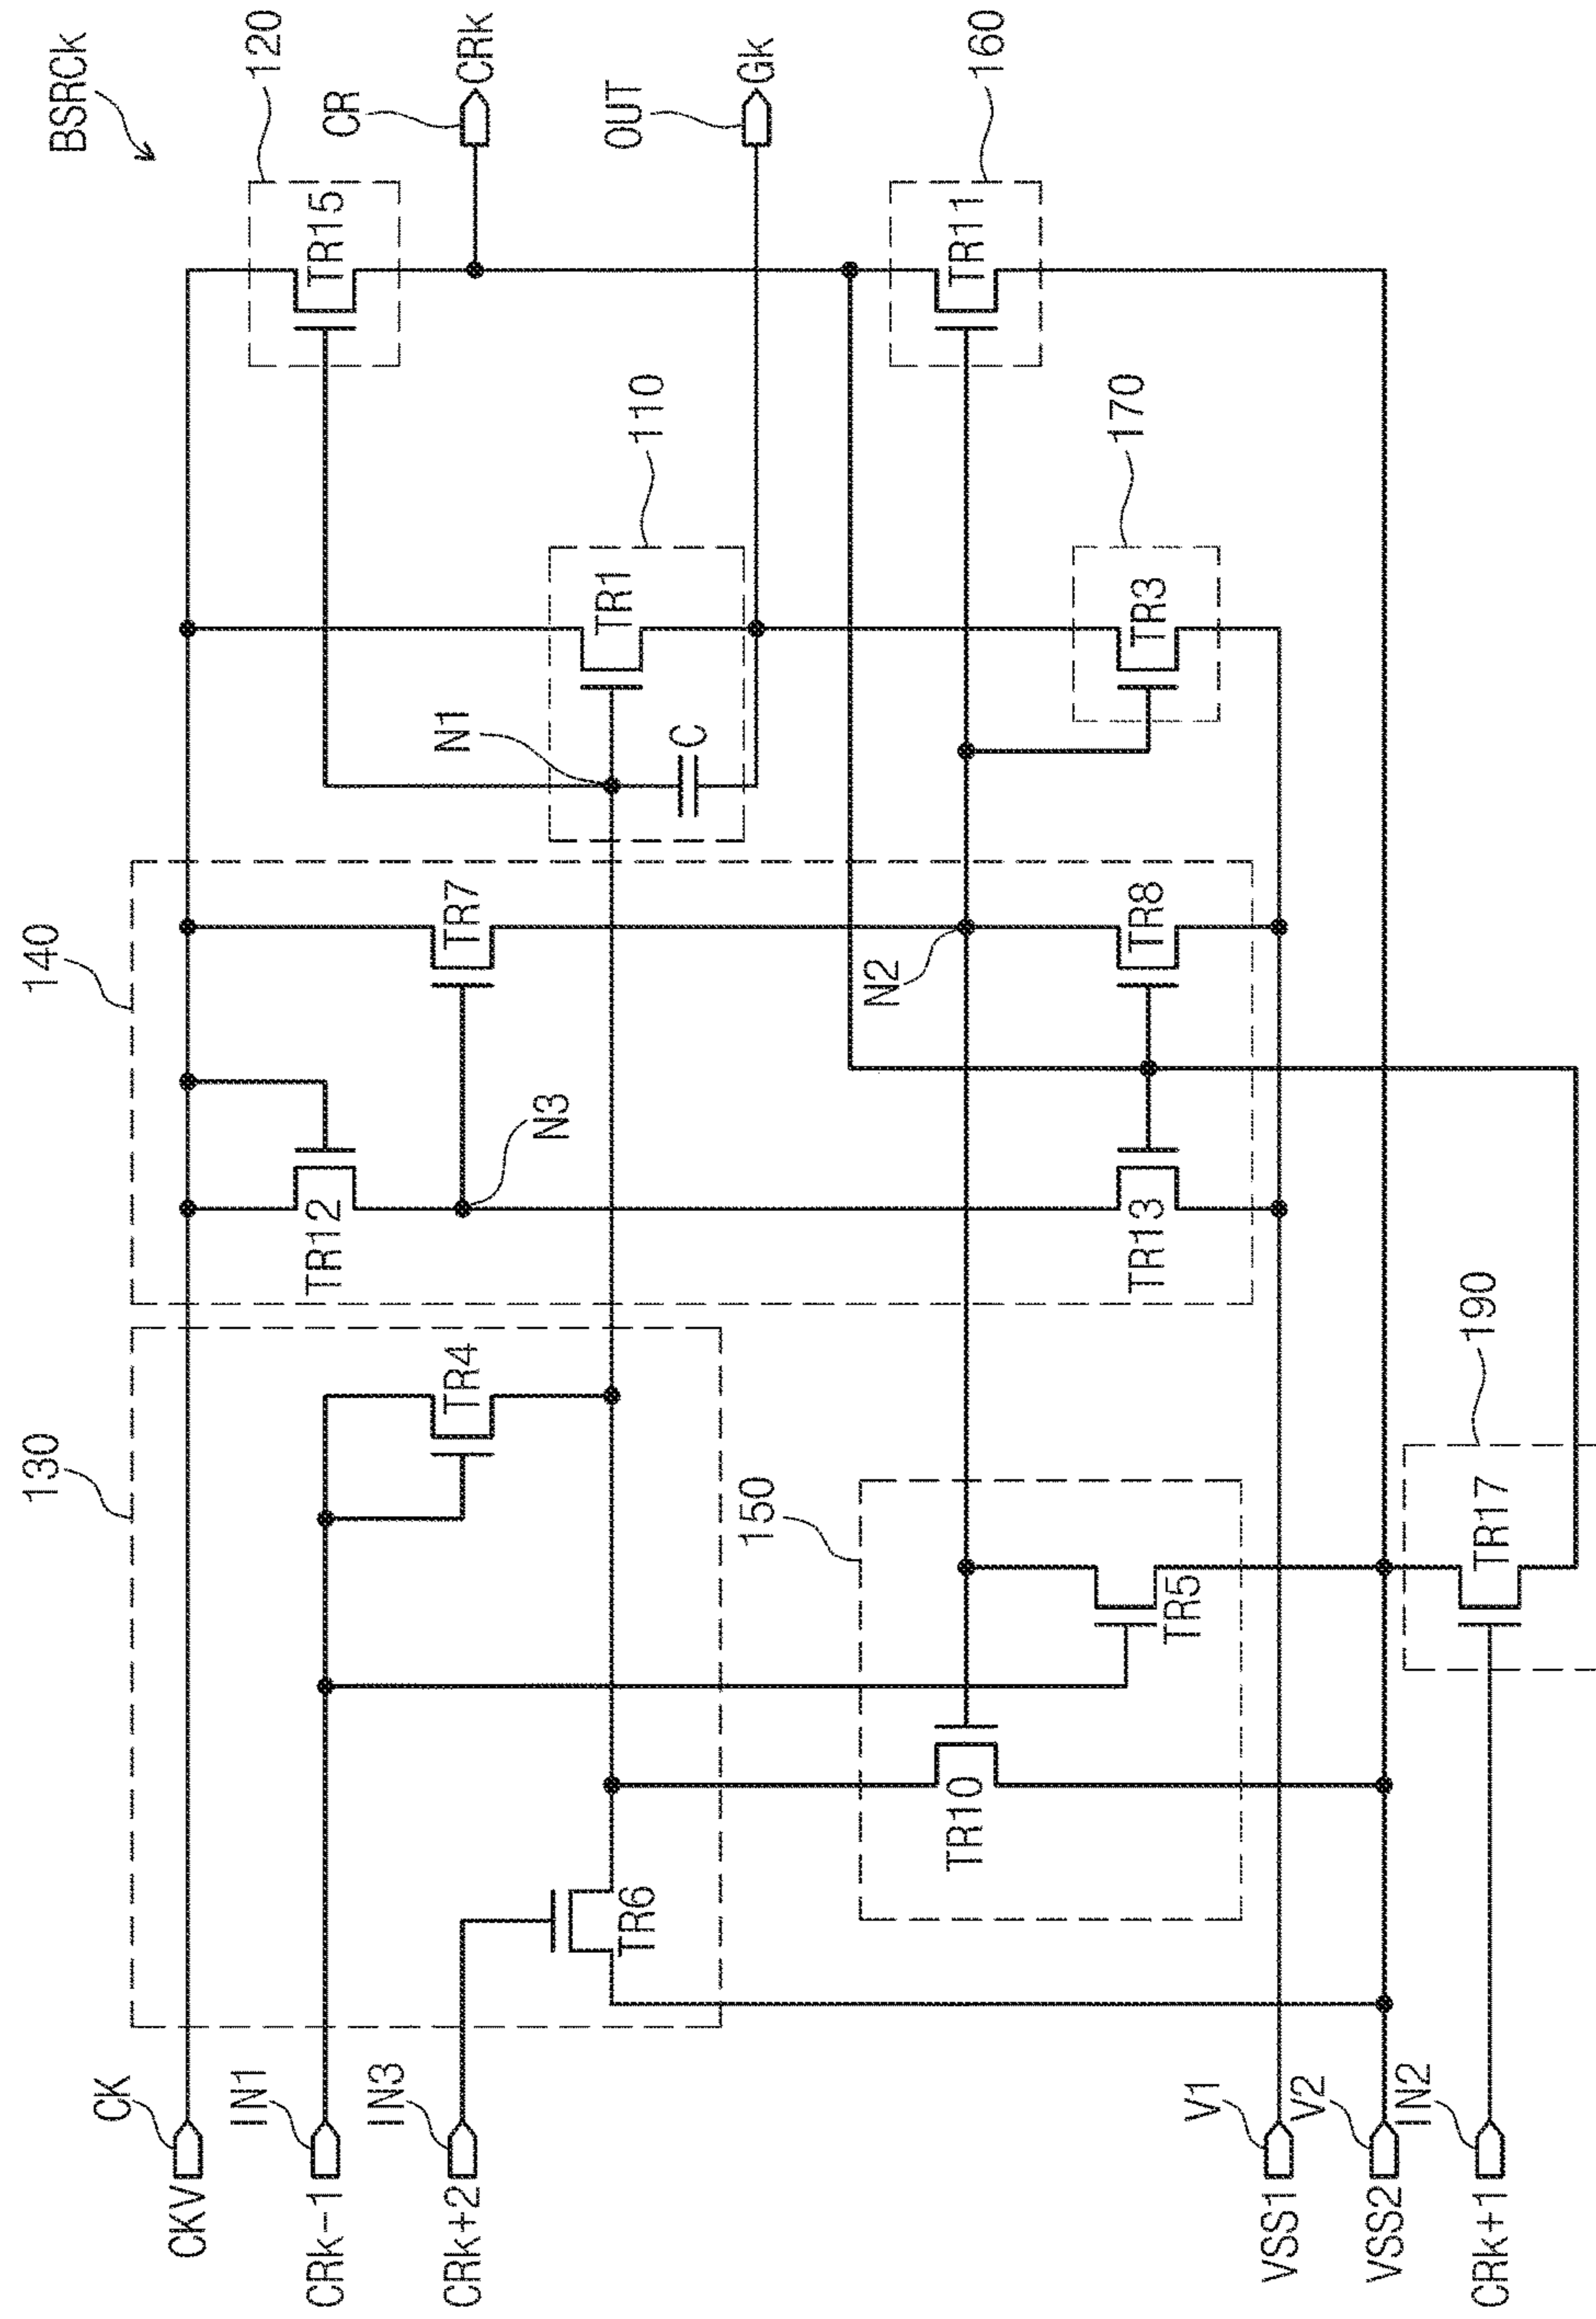 BSRCk
140
130
120
CK
CKV
TR15
TR12
TR7
TR4
IN1
CRk-1
CR
CRk
N3
N1
110
IN3
CRk+2
TR1
C
TR6
OUT
Gk
150
N2
160
TR11
TR10
170
TR3
TR8
TR13
TR5
V1
VSS1
V2
VSS2
190
TR17
IN2
CRk+1